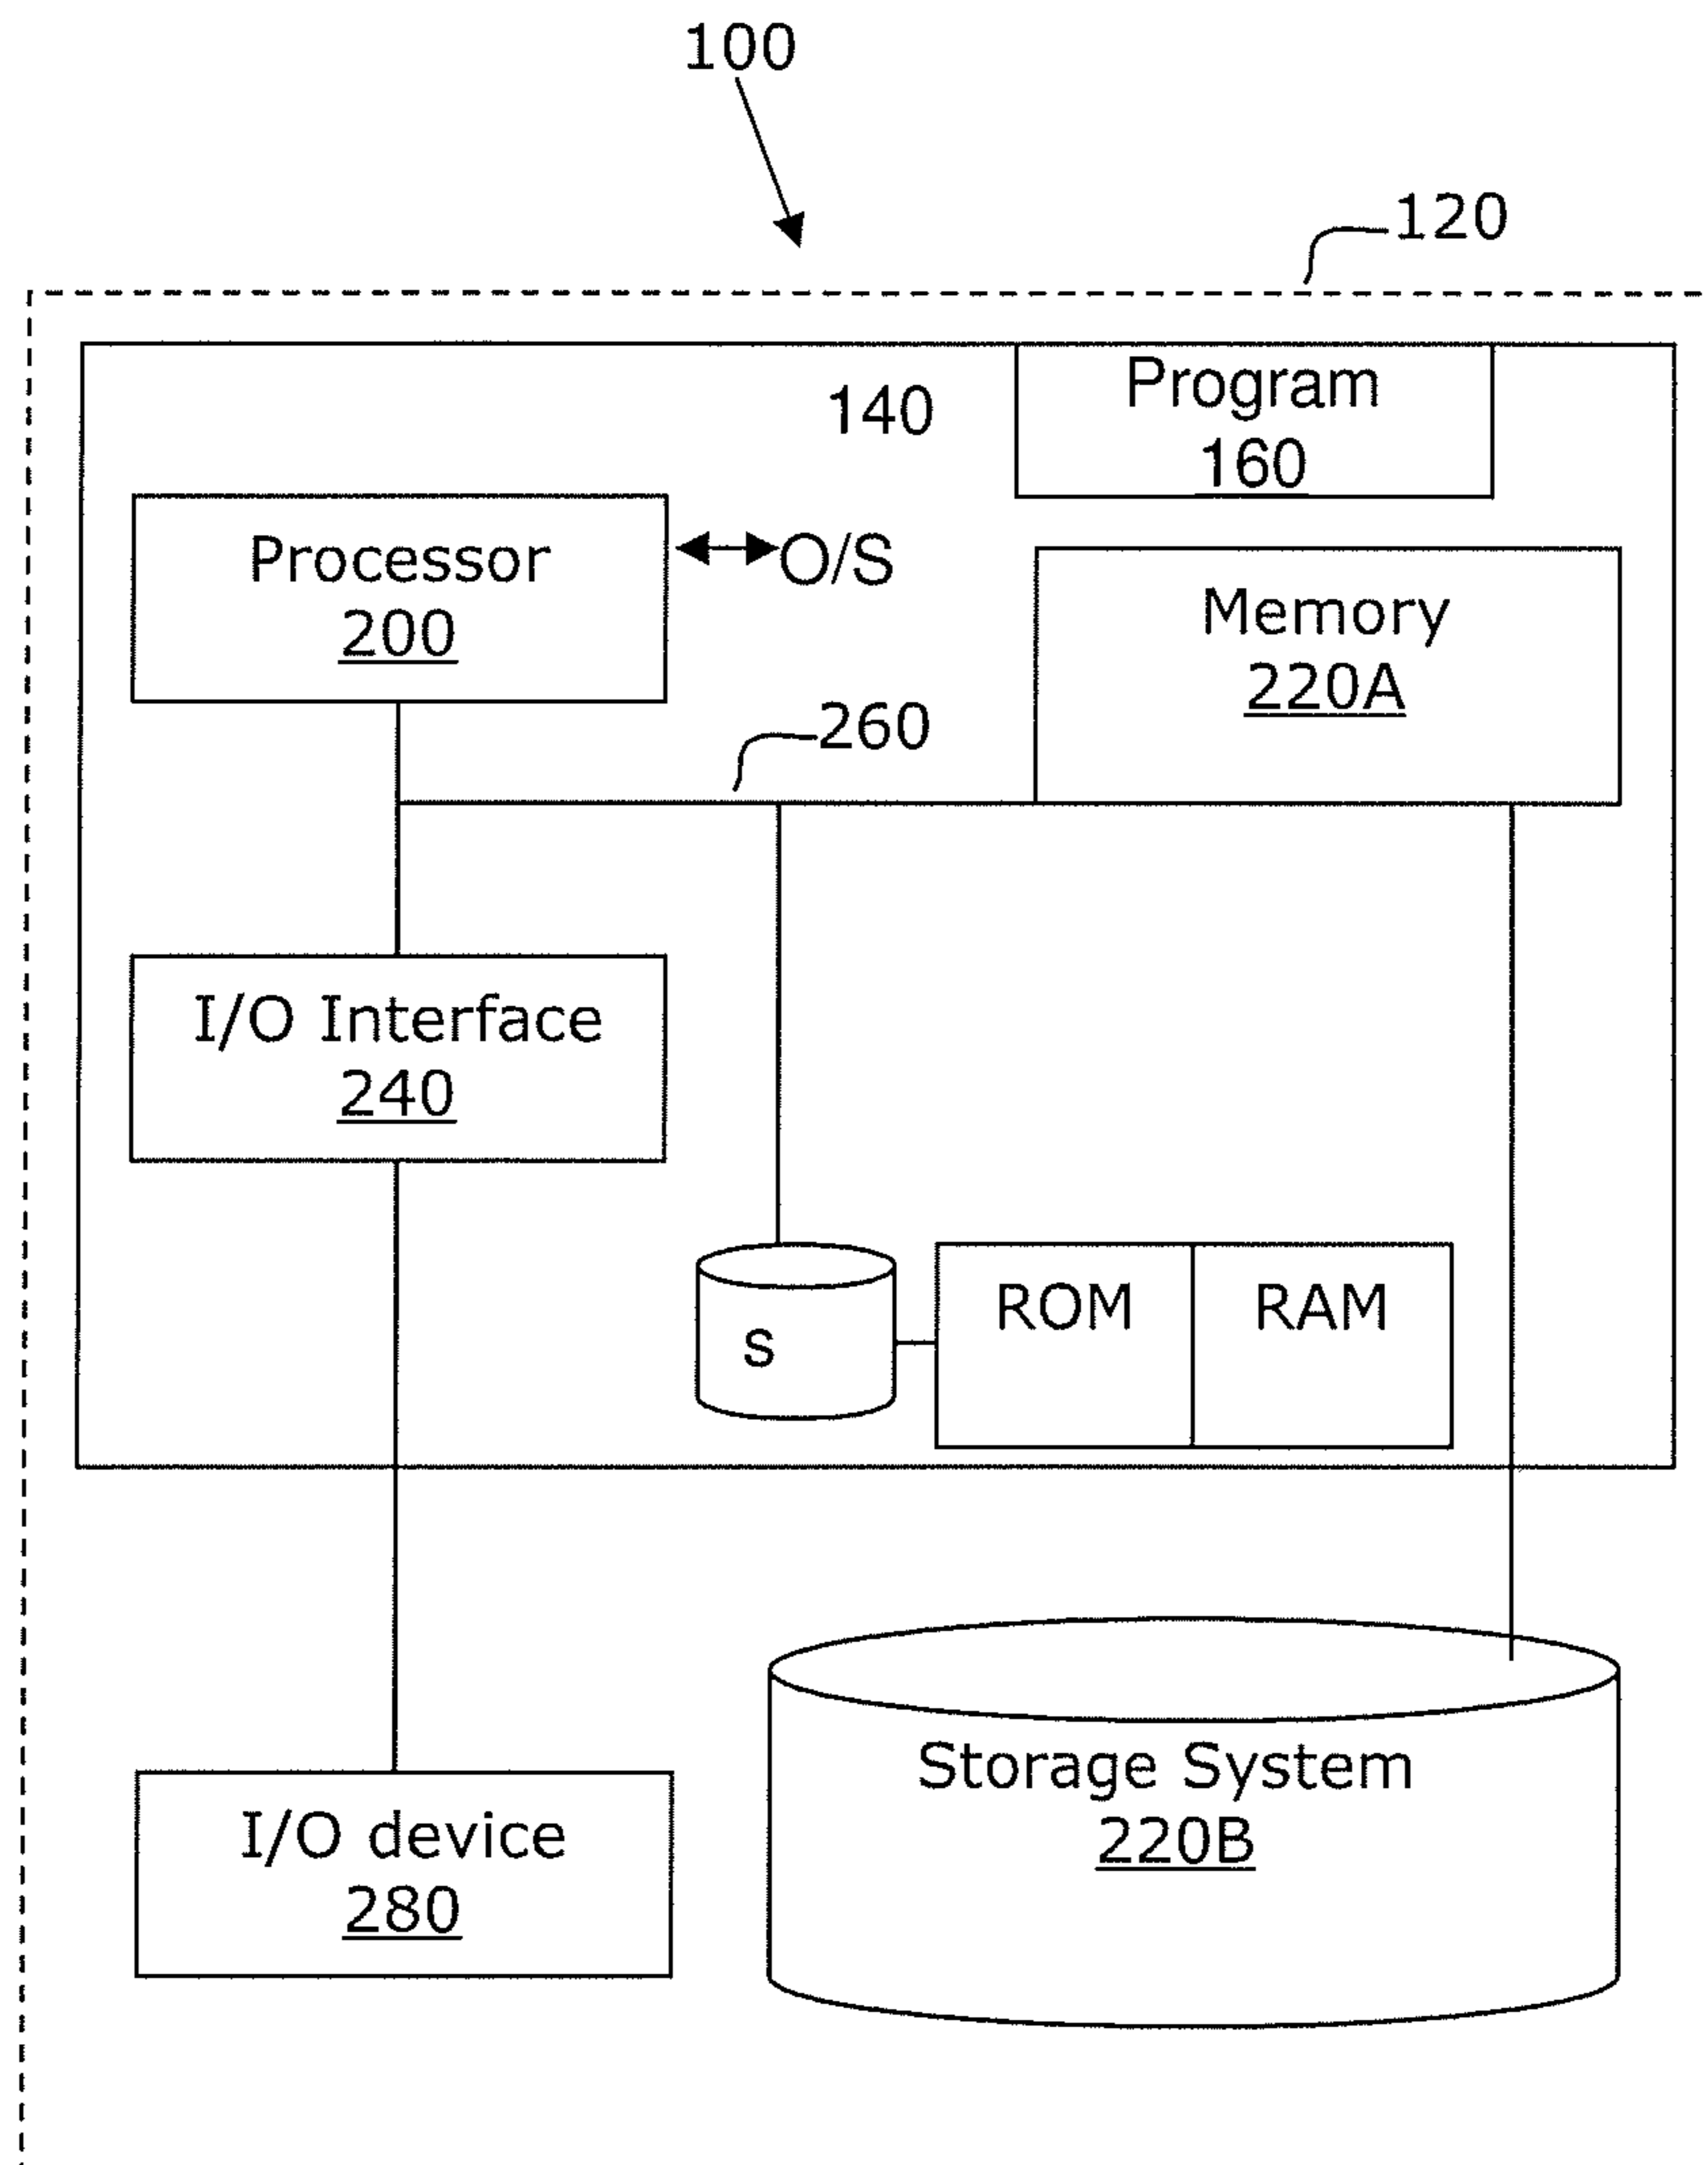 100
120
Program
140
160
Processor
200
O/S
Memory
220A
260
I/O Interface
240
S
ROM
RAM
Storage System
220B
I/O device
280